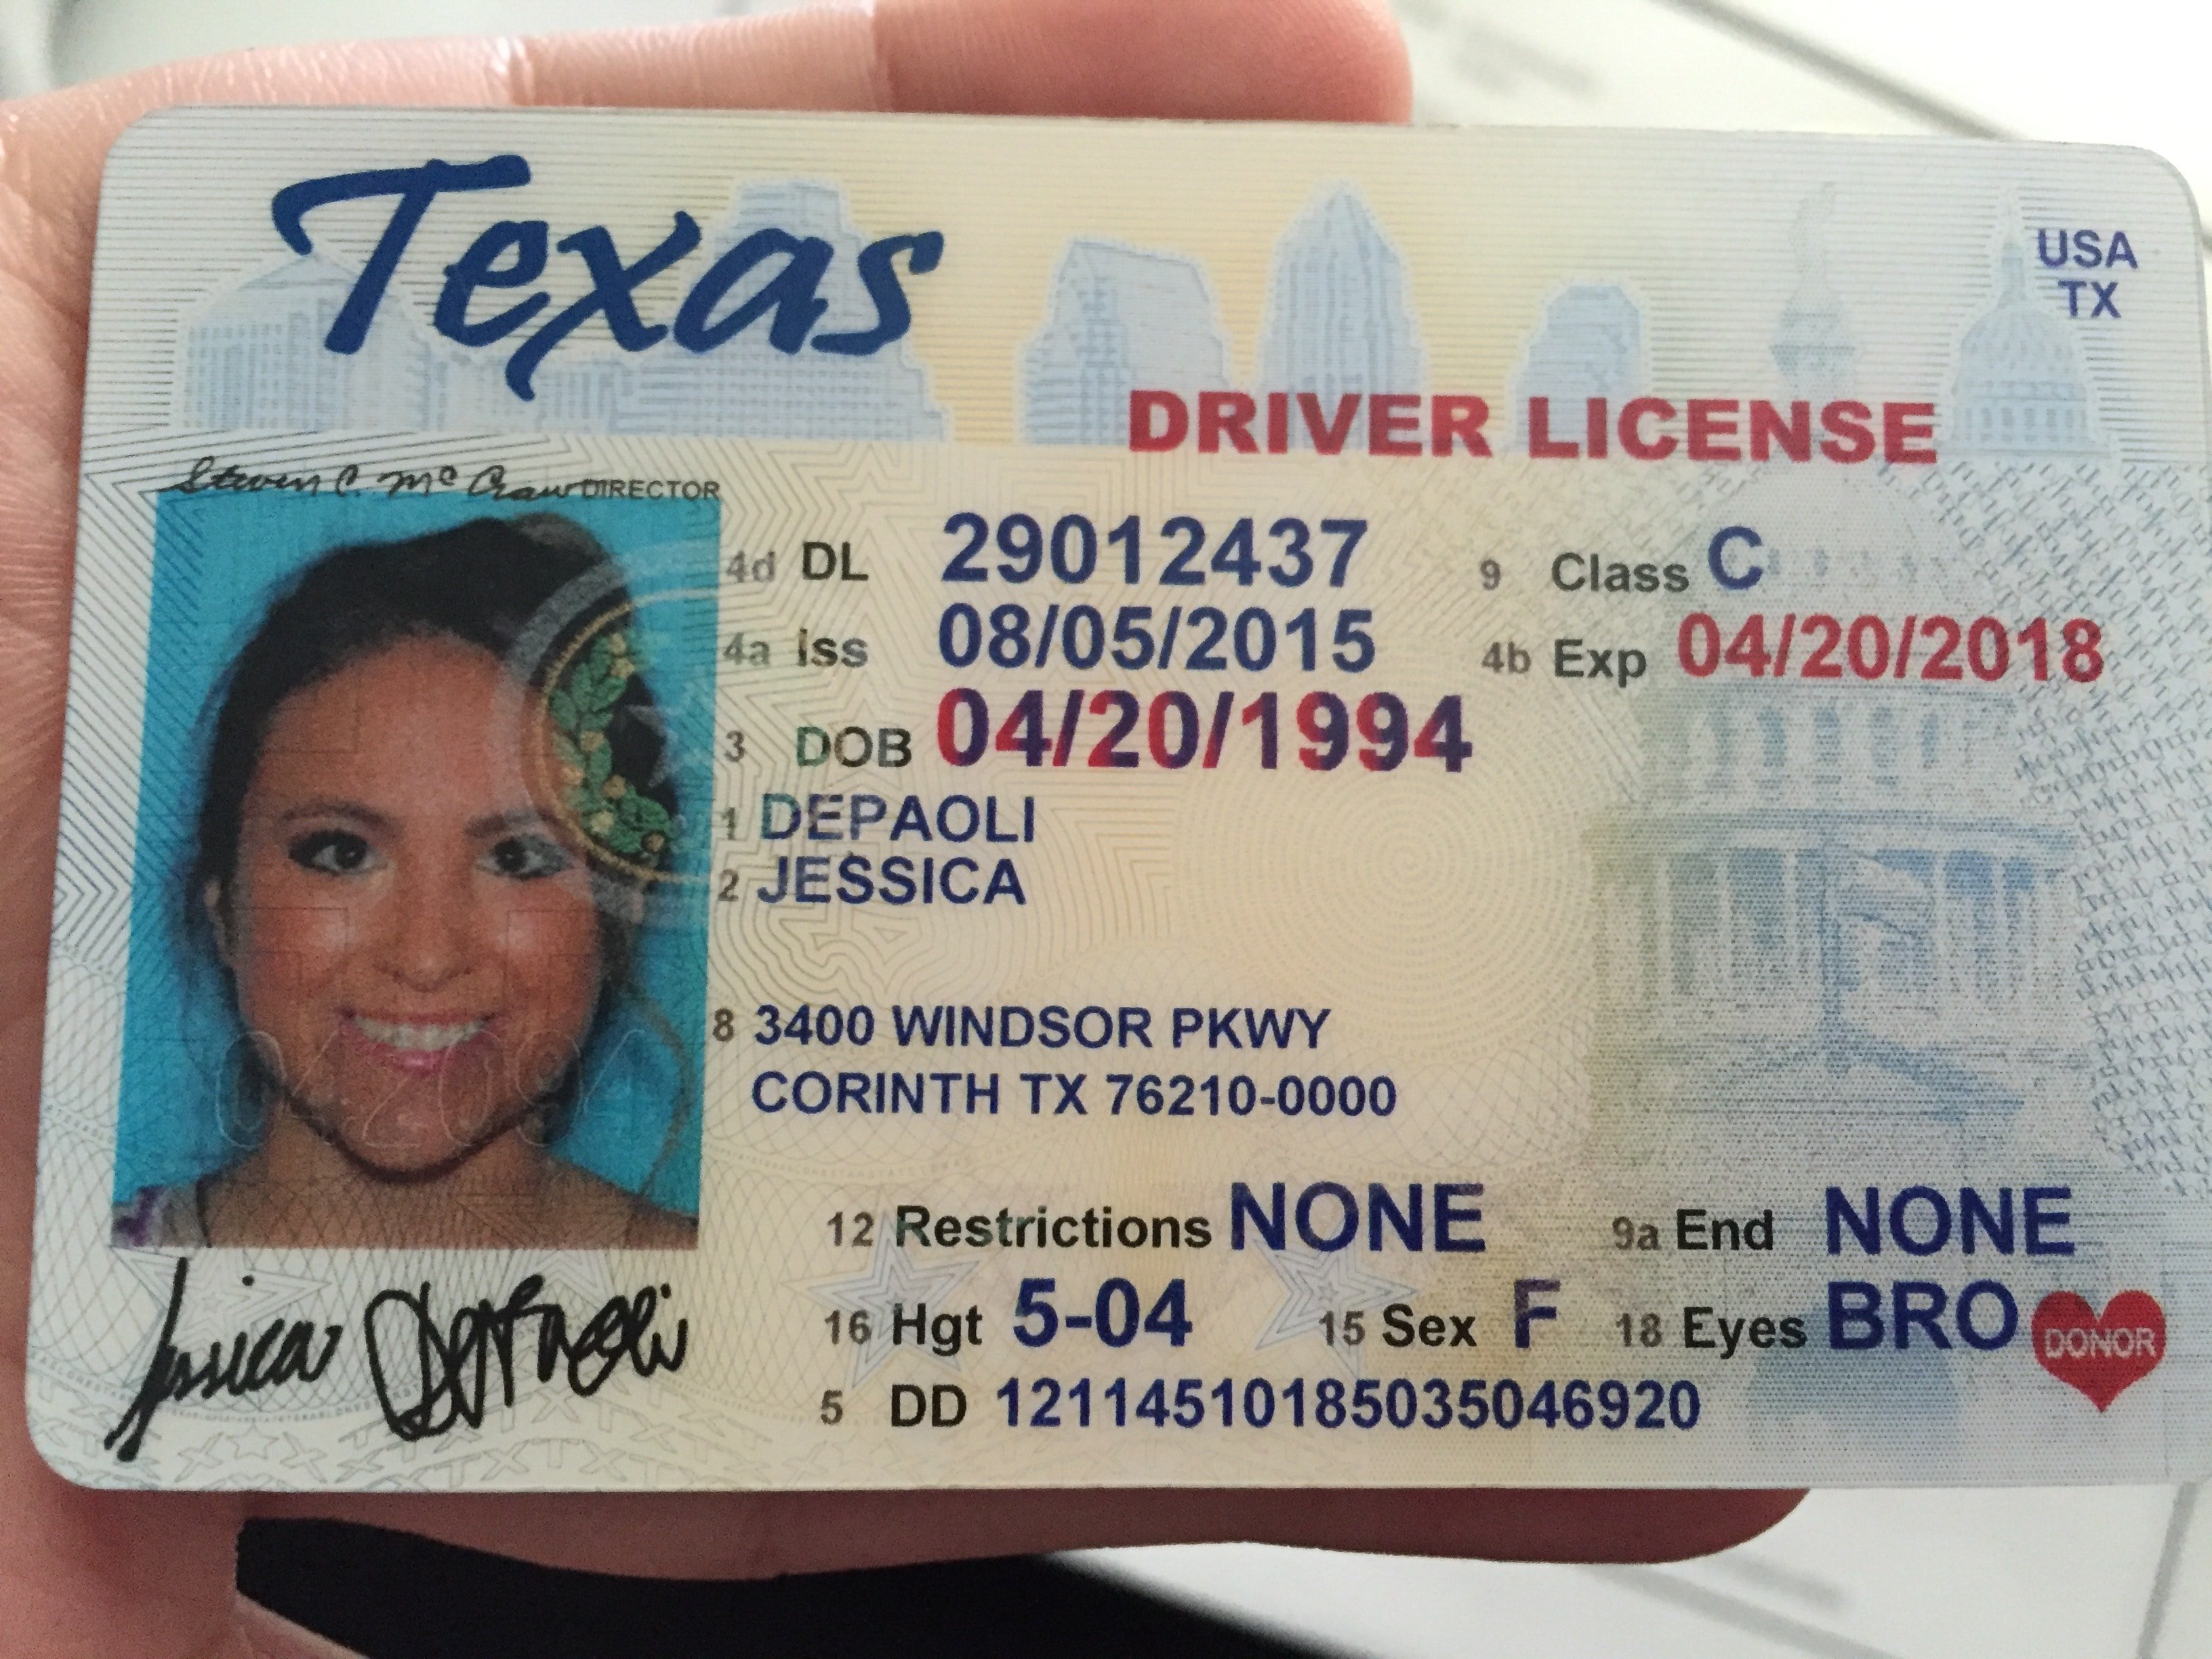 Texas
USA
TX
DRIVER LICENSE
Steven C. McCraw DIRECTOR
4d DL 29012437 9 Class C
4a Iss 08/05/2015 4b Exp 04/20/2018
3 DOB 04/20/1994
1 DEPAOLI
2 JESSICA
8 3400 WINDSOR PKWY
CORINTH TX 76210-0000
12 Restrictions NONE 9a End NONE
16 Hgt 5-04 15 Sex F 18 Eyes BRO DONOR
5 DD 12114510185035046920
Jessica DePaoli